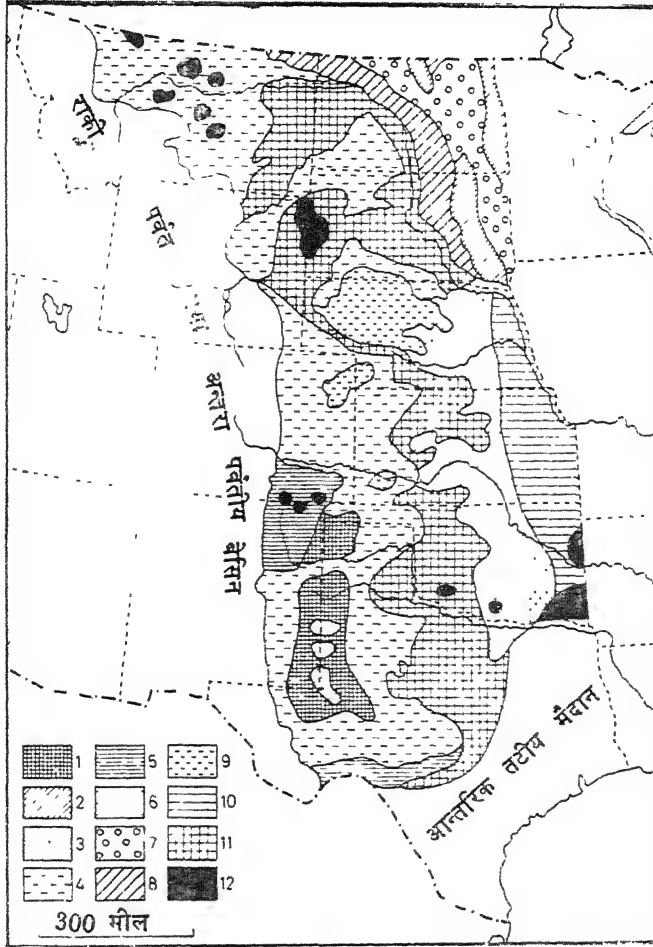 राकी
पर्वत
अन्तरा
पर्वतीय बेसिन
आन्तरिक तटीय मैदान
1 5 9
2 6 10
3 7 11
4 8 12
300 मील